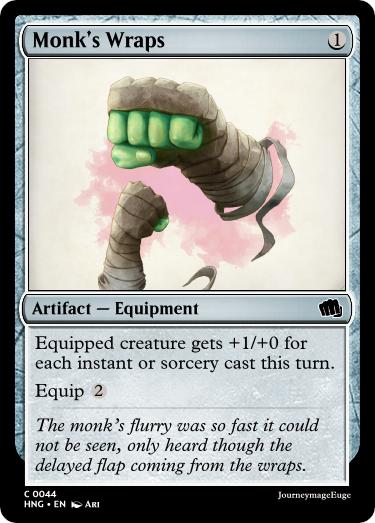 Monk's Wraps 1
Artifact — Equipment
Equipped creature gets +1/+0 for
each instant or sorcery cast this turn.
Equip 2
The monk's flurry was so fast it could
not be seen, only heard though the
delayed flap coming from the wraps.
C 0044
HNG • EN Ari
JourneymageEuge